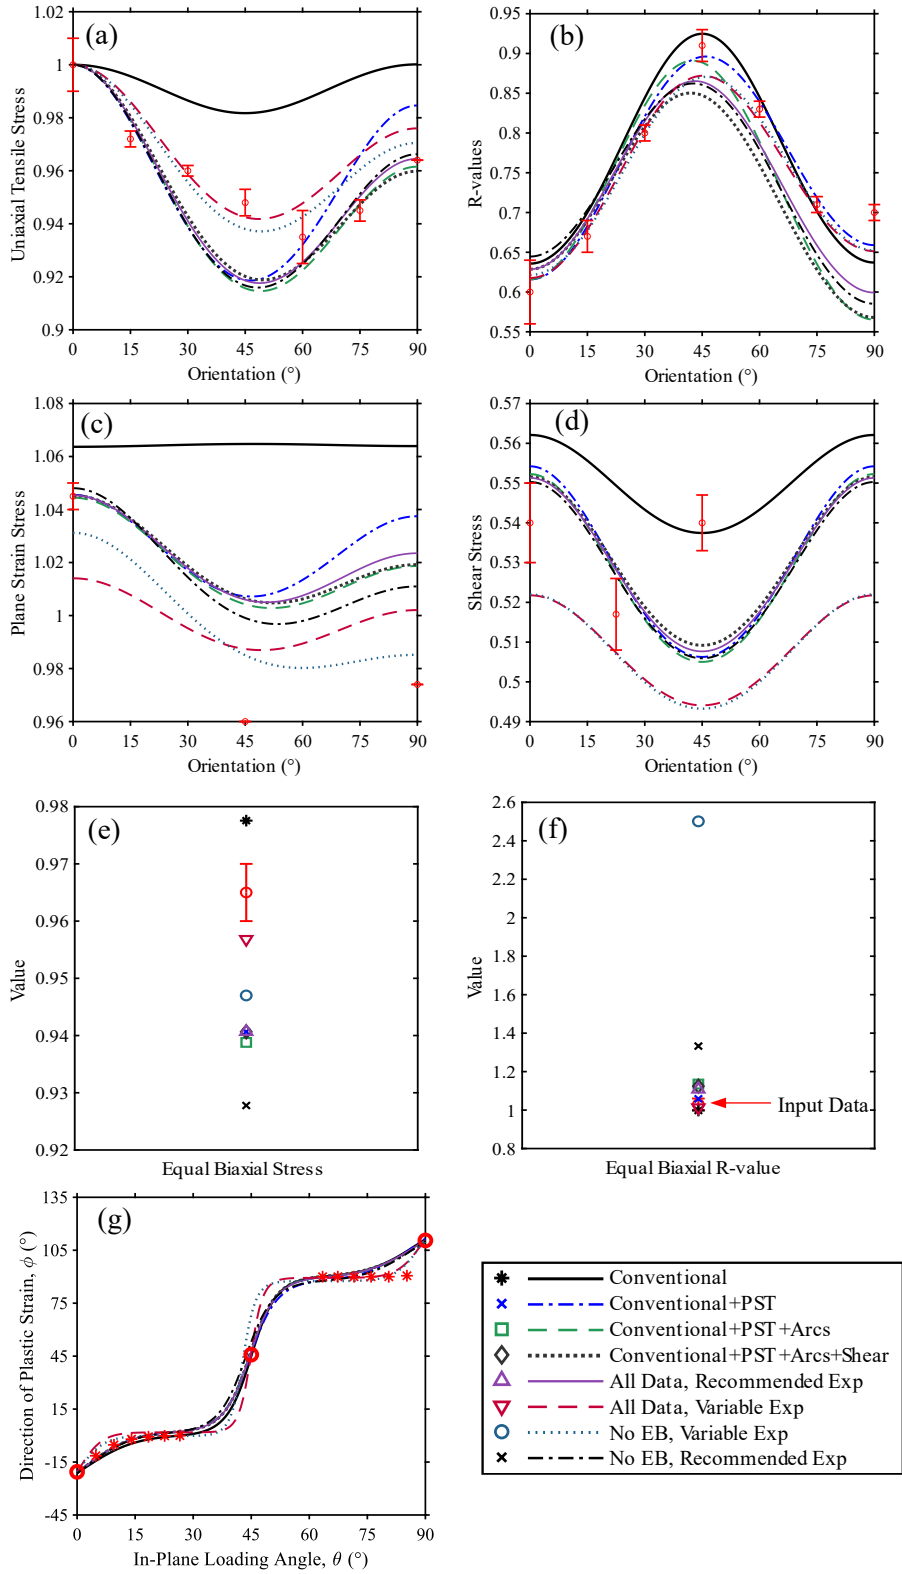 (a)
Uniaxial Tensile Stress
1.02
1
0.98
0.96
0.94
0.92
0.9
0 15 30 45 60 75 90
Orientation (°)
(b)
R-values
0.95
0.9
0.85
0.8
0.75
0.7
0.65
0.6
0.55
0 15 30 45 60 75 90
Orientation (°)
(c)
Plane Strain Stress
1.08
1.06
1.04
1.02
1
0.98
0.96
0 15 30 45 60 75 90
Orientation (°)
(d)
Shear Stress
0.57
0.56
0.55
0.54
0.53
0.52
0.51
0.5
0.49
0 15 30 45 60 75 90
Orientation (°)
(e)
Value
0.98
0.97
0.96
0.95
0.94
0.93
0.92
Equal Biaxial Stress
(f)
Value
2.6
2.4
2.2
2
1.8
1.6
1.4
1.2
1
0.8
Input Data
Equal Biaxial R-value
(g)
Direction of Plastic Strain, ϕ (°)
135
105
75
45
15
-15
-45
0 15 30 45 60 75 90
In-Plane Loading Angle, θ (°)
Conventional
Conventional+PST
Conventional+PST+Arcs
Conventional+PST+Arcs+Shear
All Data, Recommended Exp
All Data, Variable Exp
No EB, Variable Exp
No EB, Recommended Exp